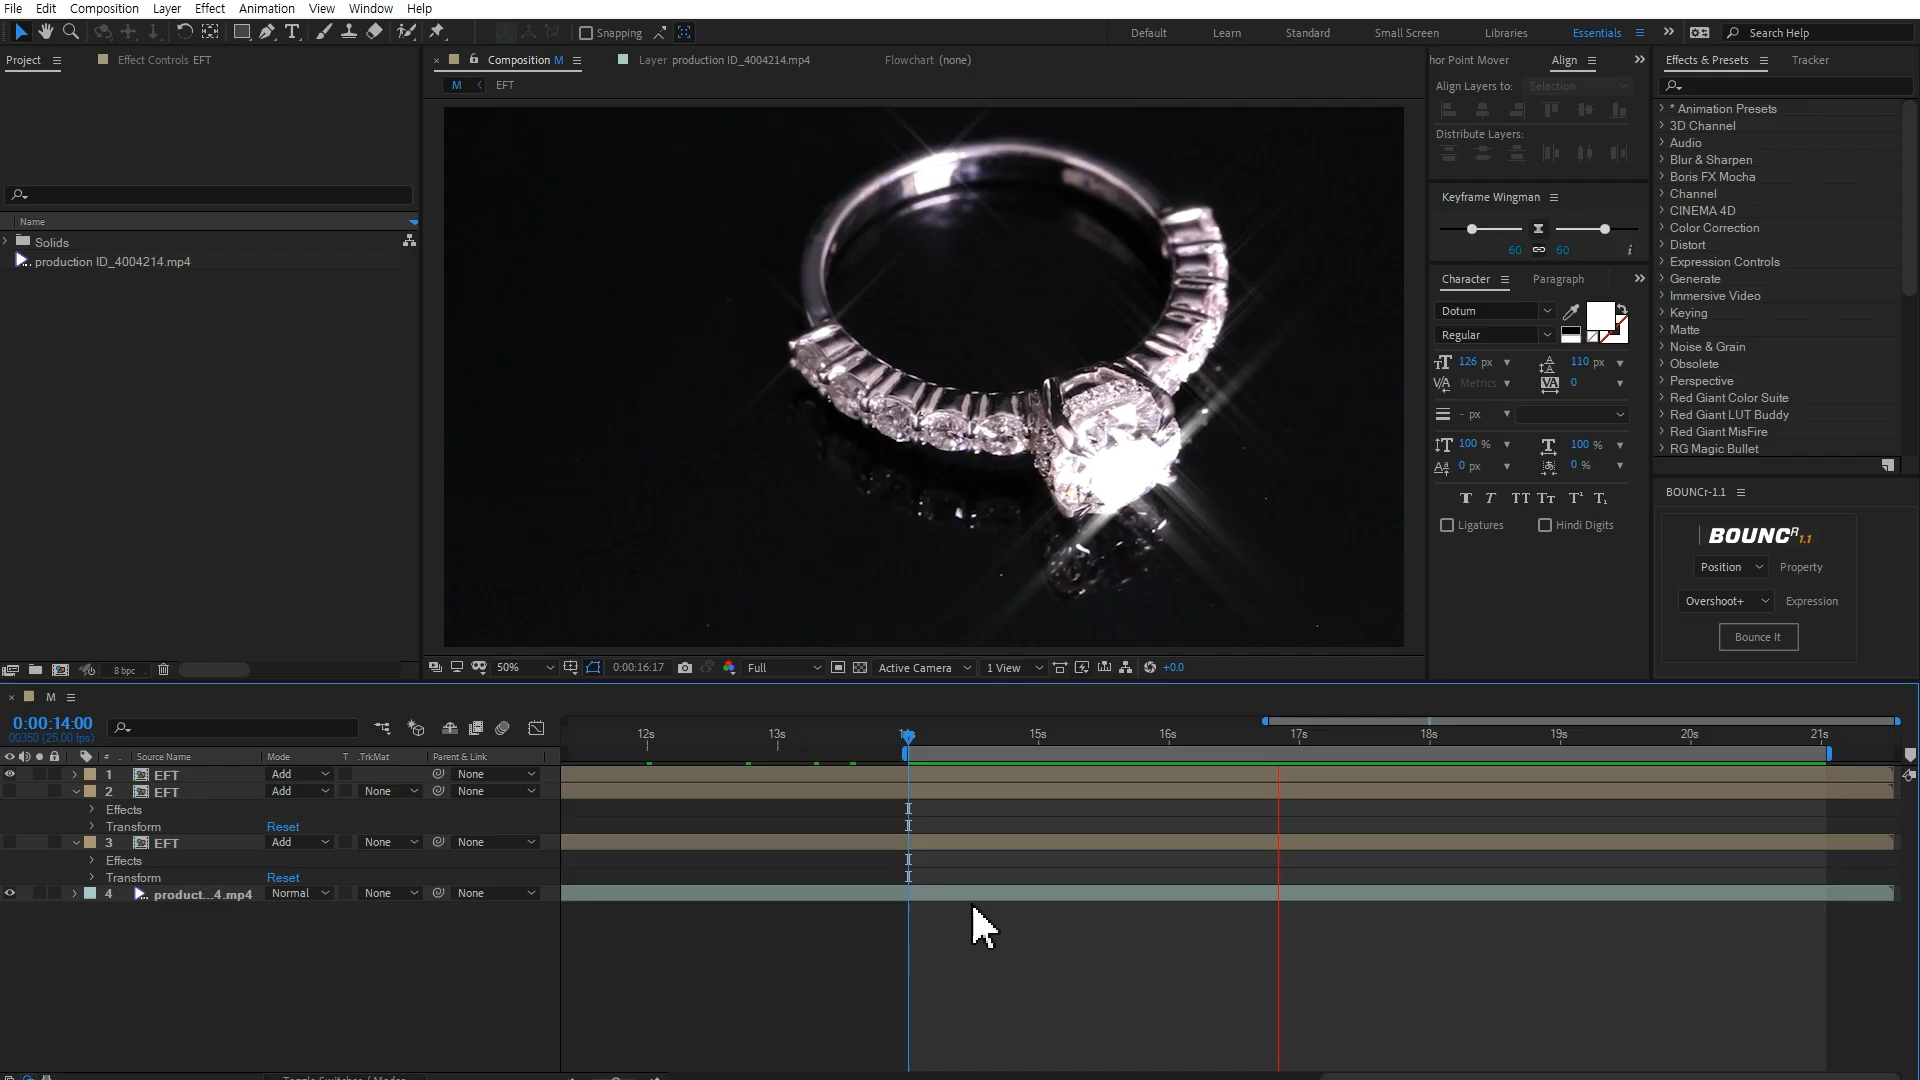 File Edit Composition Layer Effect Animation View Window Help
Snapping
Default Learn Standard Small Screen Libraries Essentials Search Help
Project Effect Controls EFT
Composition M Layer production ID_4004214.mp4 Flowchart (none)
M EFT
Name
Solids
production ID_4004214.mp4
8 bpc
50% 0:00:16:17 Full Active Camera 1 View +0.0
hor Point Mover Align
Align Layers to: Selection
Distribute Layers:
Keyframe Wingman
60 60
Character Paragraph
Dotum
Regular
126 px 110 px
Metrics 0
- px
100 % 100 %
0 px 0 %
T T TT Tt T¹ T₁
Ligatures Hindi Digits
Effects & Presets Tracker
* Animation Presets
3D Channel
Audio
Blur & Sharpen
Boris FX Mocha
Channel
CINEMA 4D
Color Correction
Distort
Expression Controls
Generate
Immersive Video
Keying
Matte
Noise & Grain
Obsolete
Perspective
Red Giant Color Suite
Red Giant LUT Buddy
Red Giant MisFire
RG Magic Bullet
BOUNCr-1.1
BOUNCR 1.1
Position Property
Overshoot+ Expression
Bounce It
M
0:00:14:00
00350 (25.00 fps)
12s 13s 15s 16s 17s 18s 19s 20s 21s
# Source Name Mode T .TrkMat Parent & Link
1 EFT Add None
2 EFT Add None None
Effects
Transform Reset
3 EFT Add None None
Effects
Transform Reset
4 product...4.mp4 Normal None None